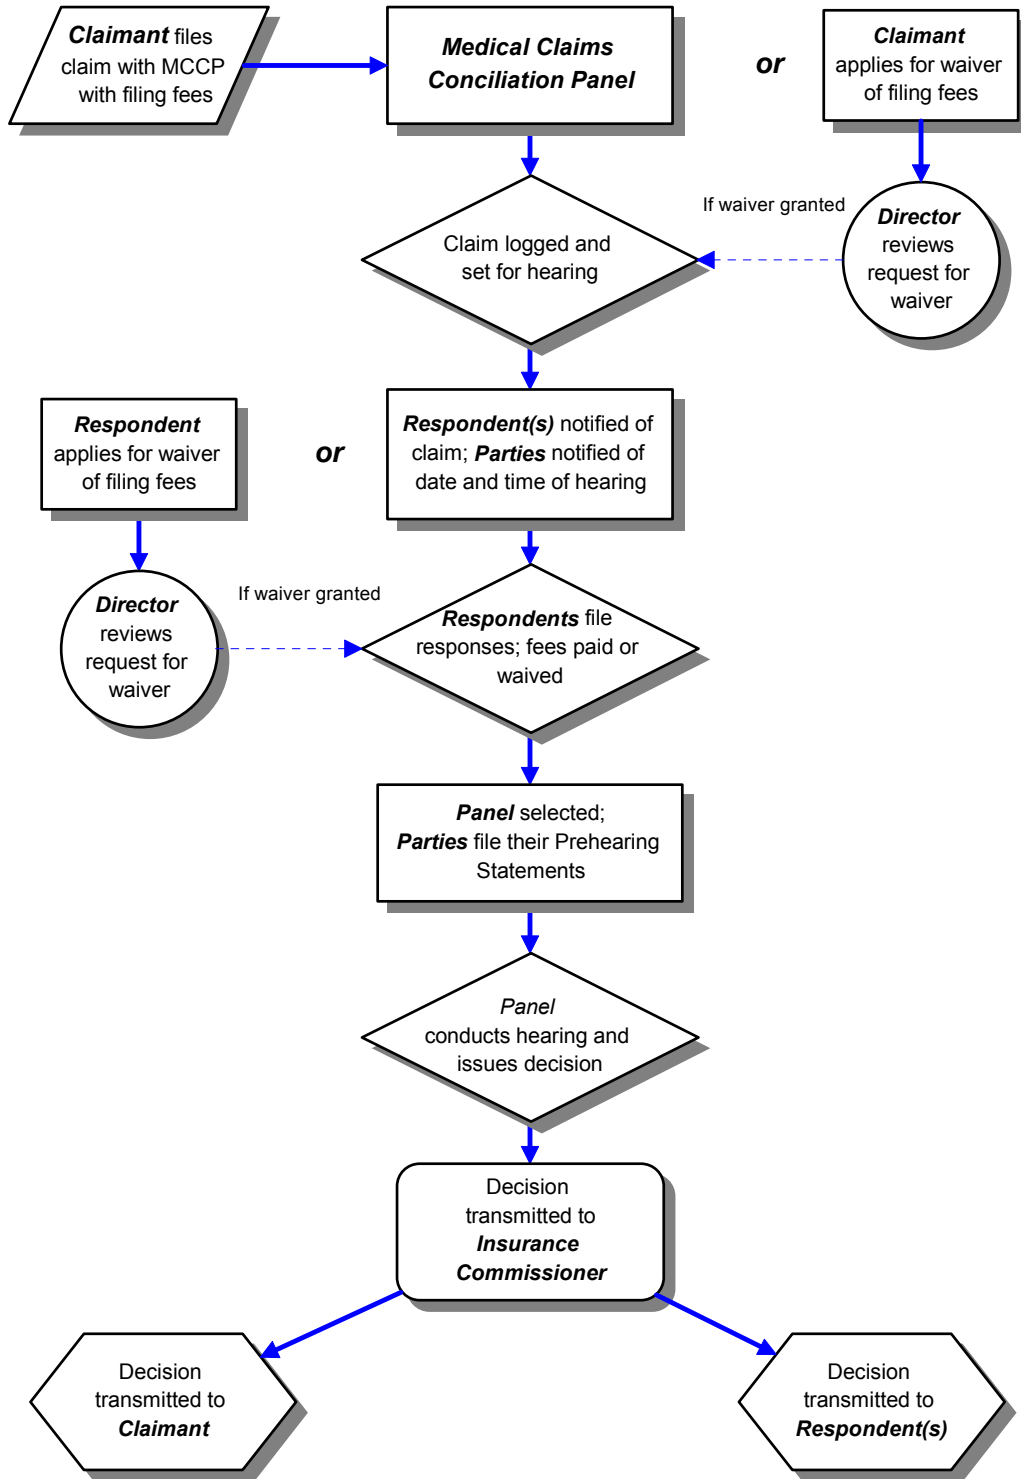 Claimant files
claim with MCCP
with filing fees
Medical Claims
Conciliation Panel
or
Claimant
applies for waiver
of filing fees
If waiver granted
Director
reviews
request for
waiver
Claim logged and
set for hearing
Respondent
applies for waiver
of filing fees
or
Respondent(s) notified of
claim; Parties notified of
date and time of hearing
Director
reviews
request for
waiver
If waiver granted
Respondents file
responses; fees paid or
waived
Panel selected;
Parties file their Prehearing
Statements
Panel
conducts hearing and
issues decision
Decision
transmitted to
Insurance
Commissioner
Decision
transmitted to
Claimant
Decision
transmitted to
Respondent(s)